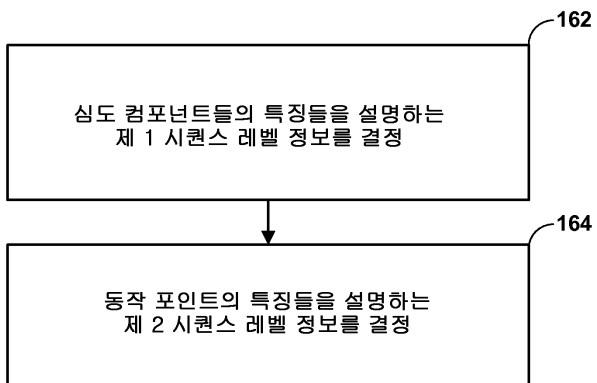 162
심도 컴포넌트들의 특징들을 설명하는
제 1 시퀀스 레벨 정보를 결정
164
동작 포인트의 특징들을 설명하는
제 2 시퀀스 레벨 정보를 결정